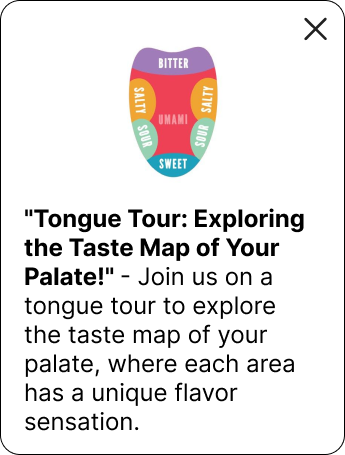 BITTER
SALTY
SALTY
UMAMI
SOUR
SOUR
SWEET
"Tongue Tour: Exploring
the Taste Map of Your
Palate!" - Join us on a
tongue tour to explore
the taste map of your
palate, where each area
has a unique flavor
sensation.